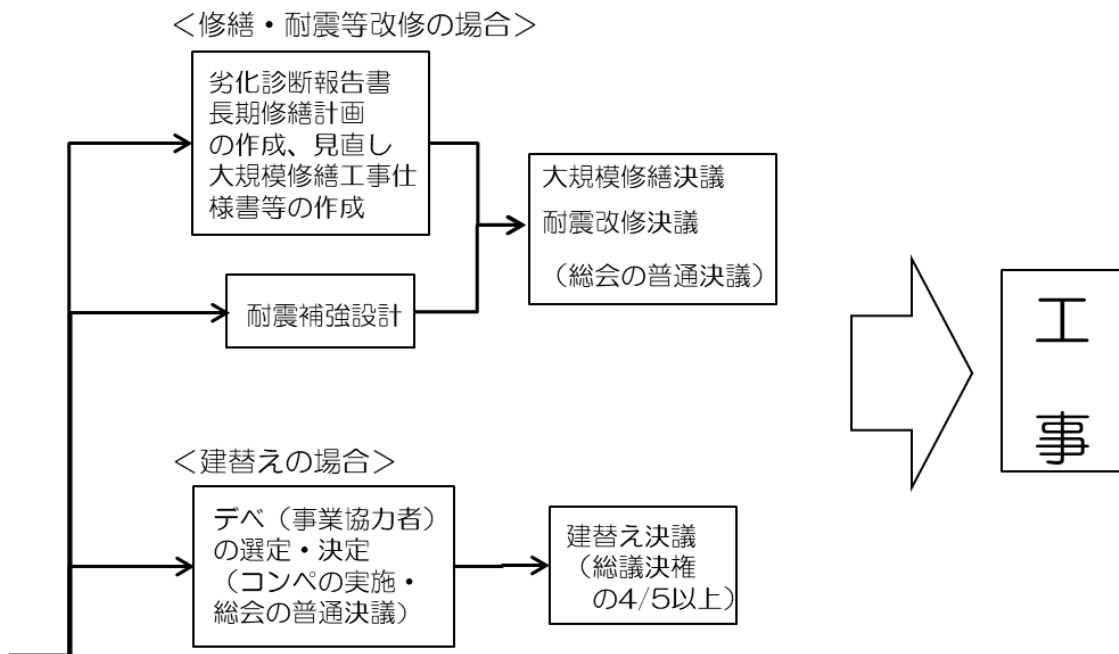 ＜修繕・耐震等改修の場合＞
劣化診断報告書
長期修繕計画
の作成、見直し
大規模修繕工事仕
様書等の作成
耐震補強設計
大規模修繕決議
耐震改修決議
（総会の普通決議）
＜建替えの場合＞
デベ（事業協力者）
の選定・決定
（コンペの実施・
総会の普通決議）
建替え決議
（総議決権
の4/5以上）
工
事